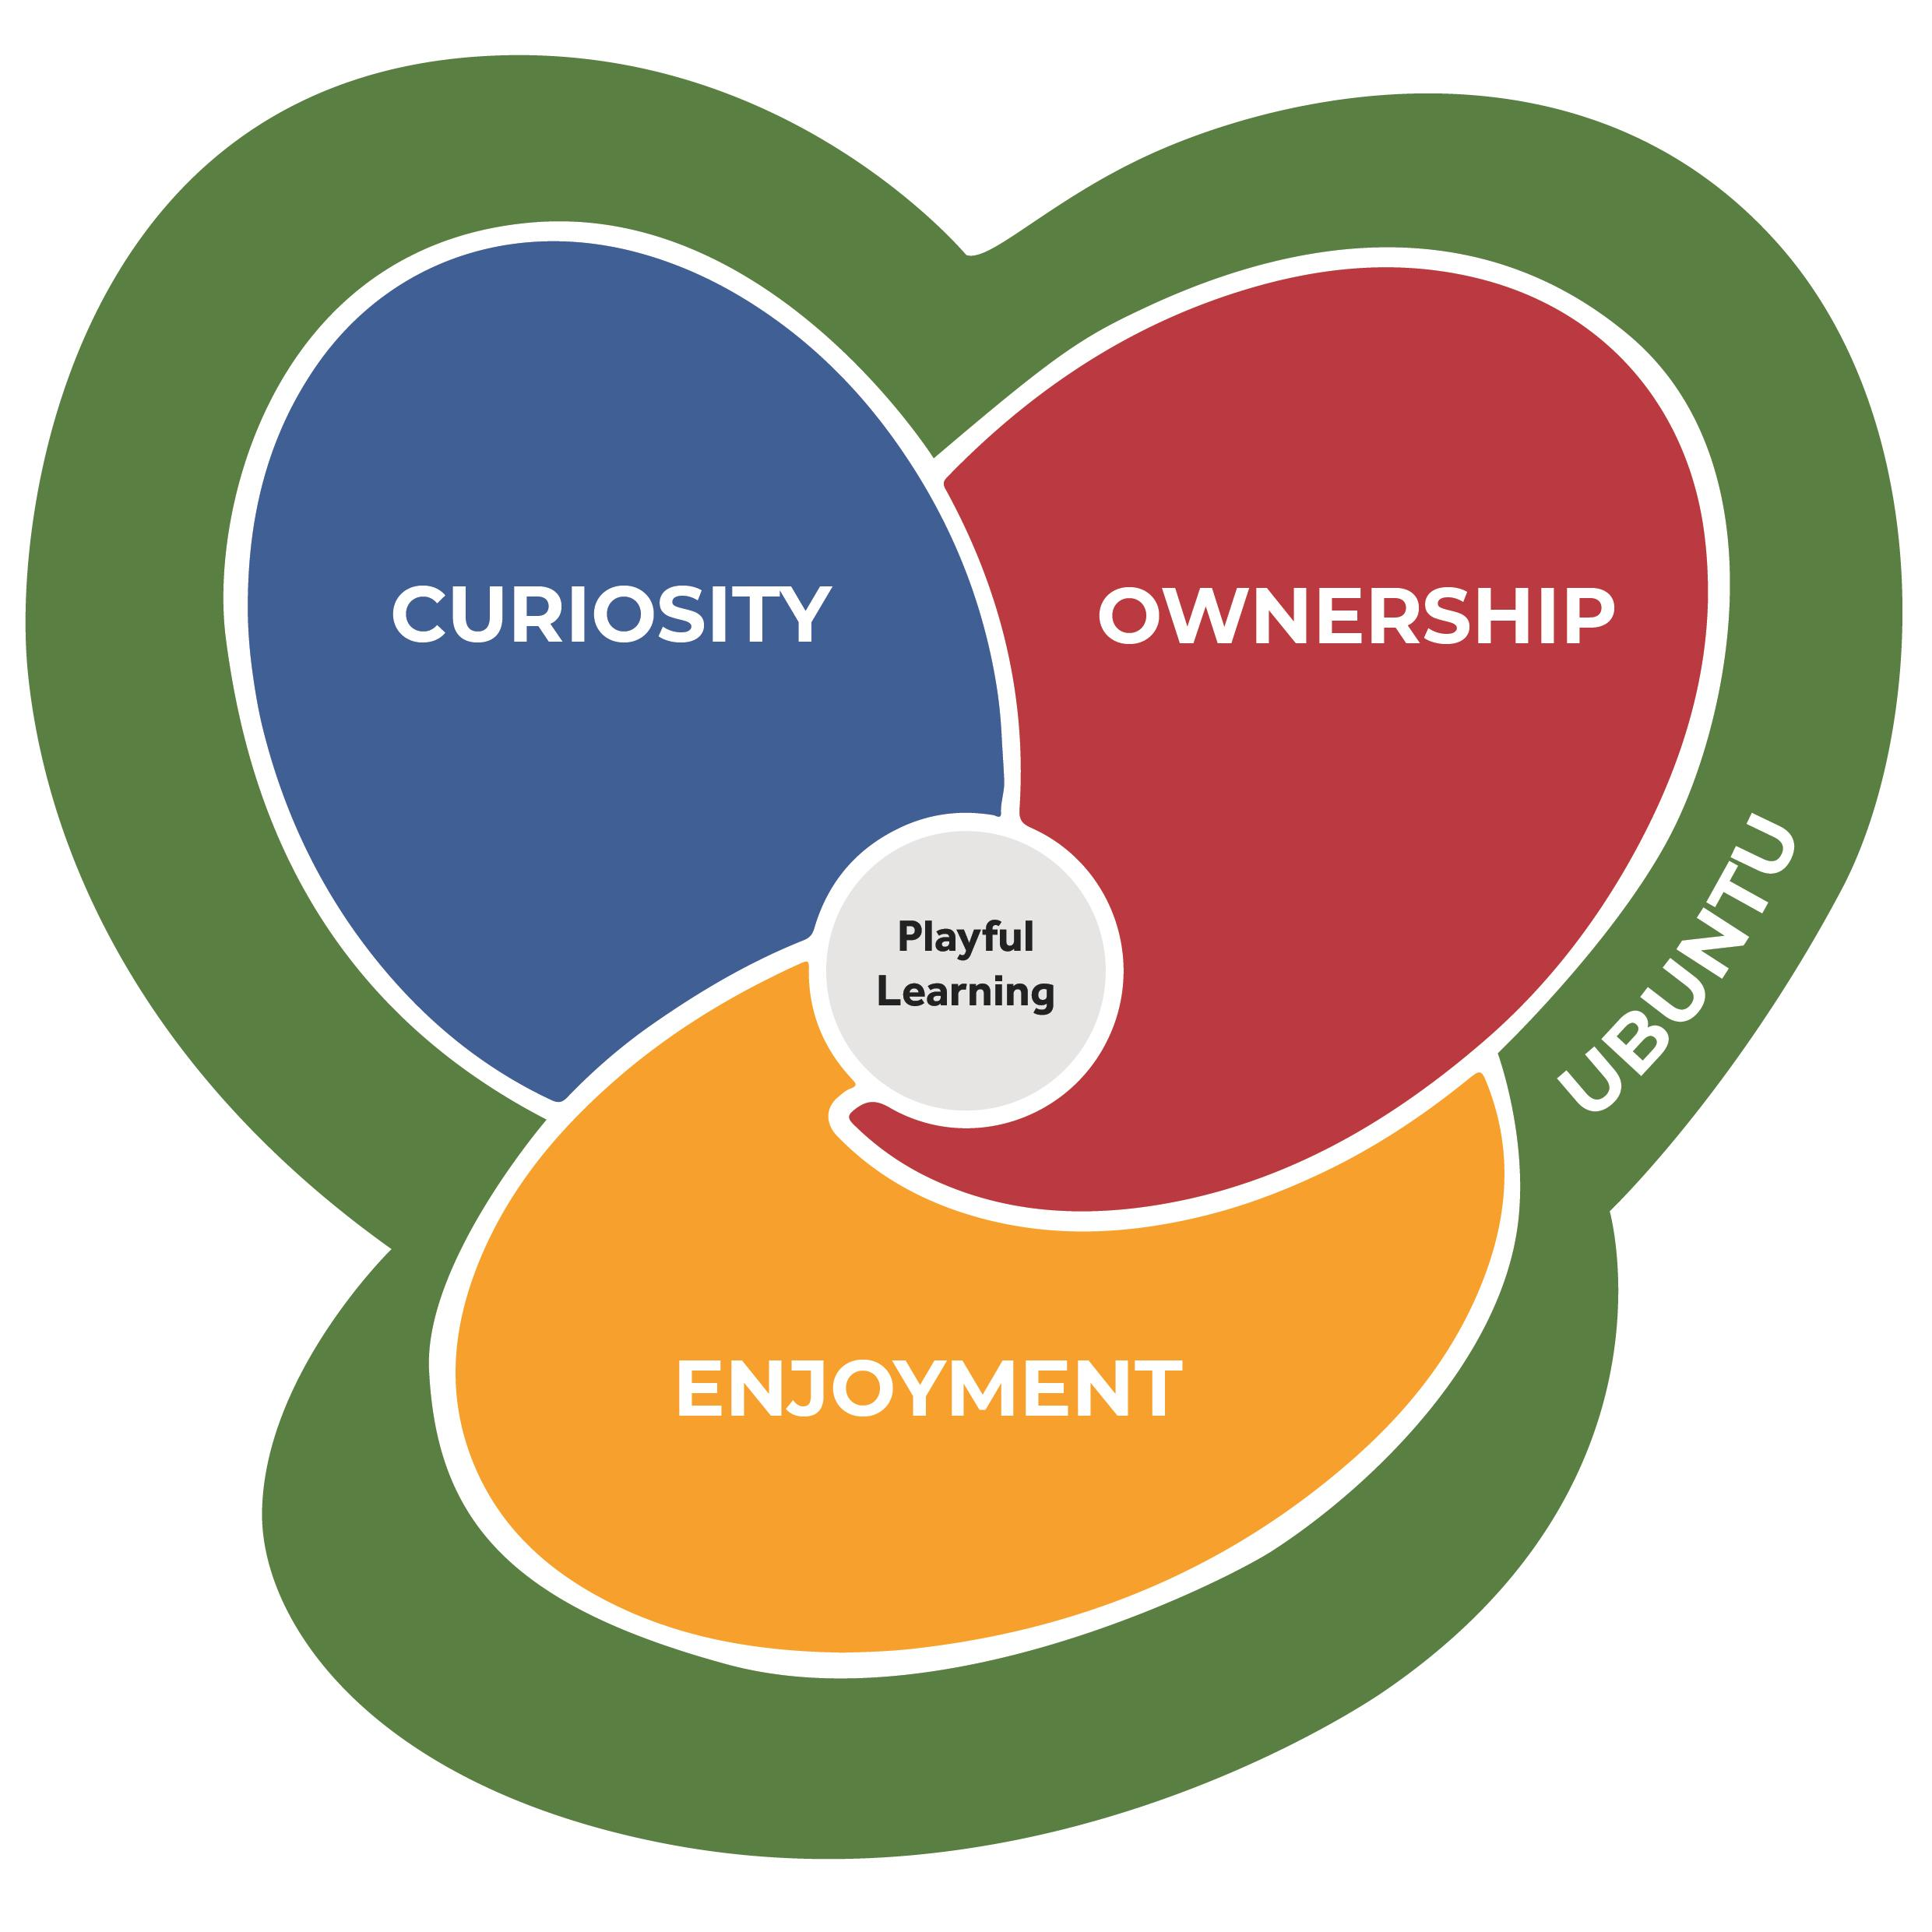 CURIOSITY
OWNERSHIP
Playful
Learning
UBUNTU
ENJOYMENT